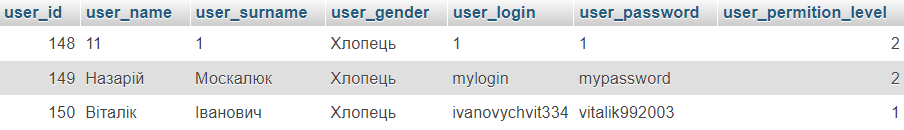 user_id user_name user_surname user_gender user_login user_password user_permition_level
148 11 1 Хлопець 1 1 2
149 Назарій Москалюк Хлопець mylogin mypassword 2
150 Віталік Іванович Хлопець ivanovychvit334 vitalik992003 1